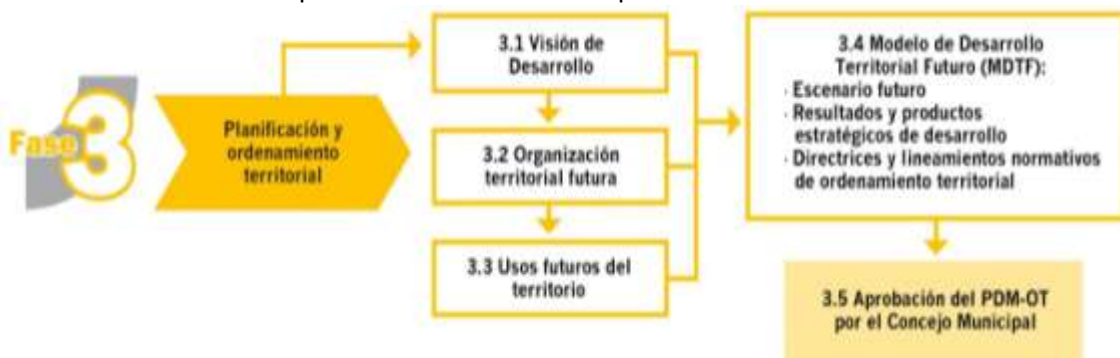 Fase 3
Planificación y
ordenamiento
territorial
3.1 Visión de
Desarrollo
3.2 Organización
territorial futura
3.3 Usos futuros del
territorio
3.4 Modelo de Desarrollo
Territorial Futuro (MDTF):
· Escenario futuro
· Resultados y productos
estratégicos de desarrollo
· Directrices y lineamientos normativos
de ordenamiento territorial
3.5 Aprobación del PDM-OT
por el Concejo Municipal